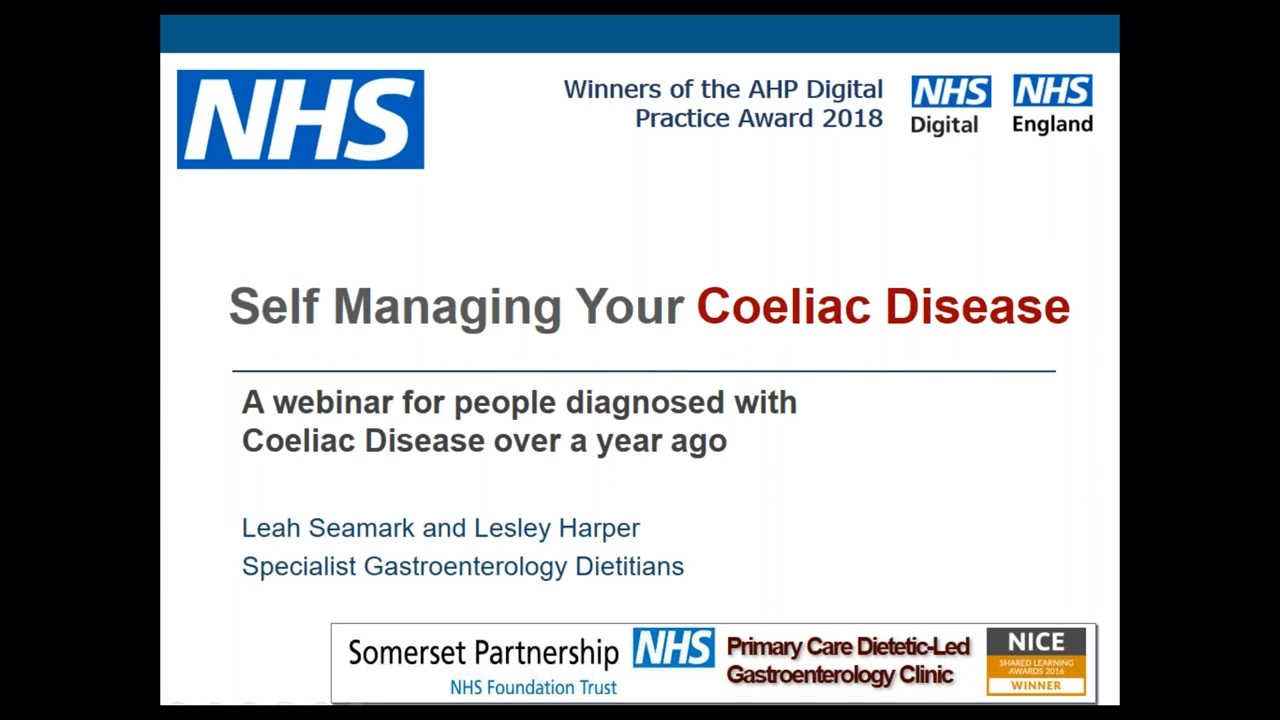 NHS
Winners of the AHP Digital
Practice Award 2018
NHS
Digital
NHS
England
Self Managing Your Coeliac Disease
A webinar for people diagnosed with
Coeliac Disease over a year ago
Leah Seamark and Lesley Harper
Specialist Gastroenterology Dietitians
Somerset Partnership
NHS Foundation Trust
NHS
Primary Care Dietetic-Led
Gastroenterology Clinic
NICE
SHARED LEARNING
AWARDS 2016
WINNER